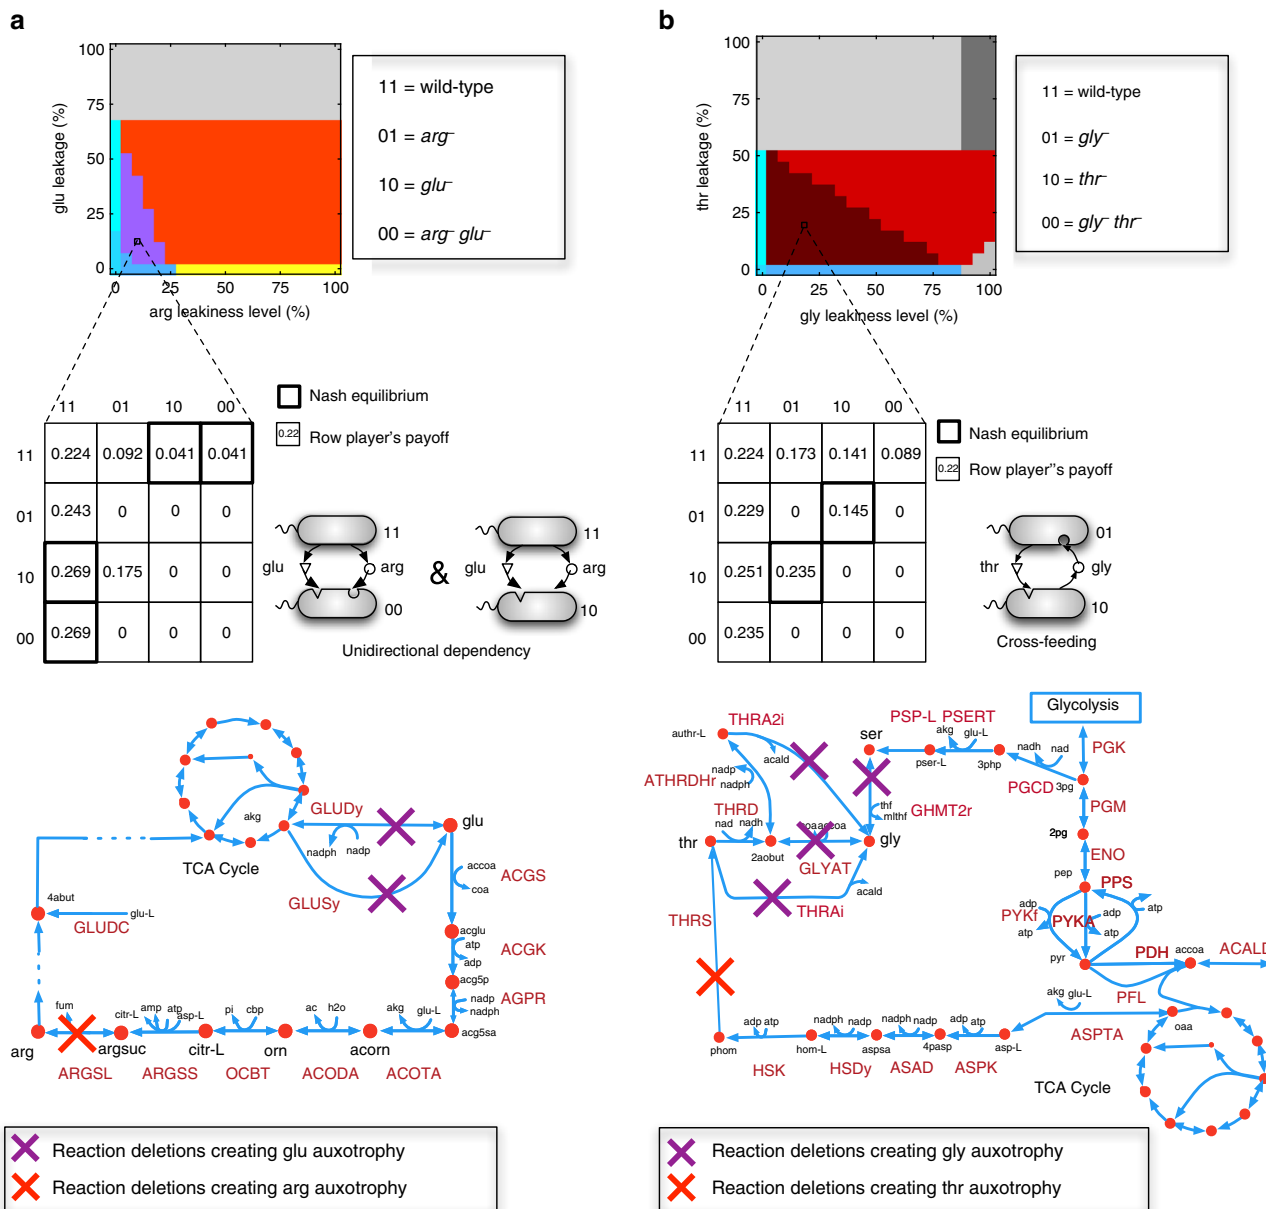 a
100
75
50
25
0
glu leakage (%)
0 25 50 75 100
arg leakiness level (%)
11 = wild-type
01 = arg⁻
10 = glu⁻
00 = arg⁻ glu⁻
11 01 10 00
11 0.224 0.092 0.041 0.041
01 0.243 0 0 0
10 0.269 0.175 0 0
00 0.269 0 0 0
Nash equilibrium
0.22 Row player's payoff
11
glu arg
00
&
11
glu arg
10
Unidirectional dependency
TCA Cycle
akg
GLUDy
nadph nadp
GLUSy
glu
accoa
coa
ACGS
acglu
atp
adp
ACGK
acg5p
nadp
nadph
AGPR
acg5sa
4abut
glu-L
GLUDC
fum
arg
ARGSL
argsuc
citr-L amp atp asp-L
ARGSS
citr-L
pi cbp
OCBT
orn
ac h2o
ACODA
acorn
akg glu-L
ACOTA
Reaction deletions creating glu auxotrophy
Reaction deletions creating arg auxotrophy
b
100
75
50
25
0
thr leakage (%)
0 25 50 75 100
gly leakiness level (%)
11 = wild-type
01 = gly⁻
10 = thr⁻
00 = gly⁻ thr⁻
11 01 10 00
11 0.224 0.173 0.141 0.089
01 0.229 0 0.145 0
10 0.251 0.235 0 0
00 0.235 0 0 0
Nash equilibrium
0.22 Row player''s payoff
01
thr gly
10
Cross-feeding
Glycolysis
THRA2i
authr-L
acald
ATHRDHr
nadp
nadph
THRD
nad nadh
thr
2aobut
GLYAT
gly
acald
THRAi
THRS
PSP-L PSERT
ser
akg glu-L
pser-L 3php
nadh nad
PGCD
3pg
PGK
thf
mlthf
GHMT2r
PGM
2pg
ENO
pep
PPS
adp
PYKf
atp
PYKA
adp
atp
atp
pyr
PDH
accoa
ACALD
PFL
akg glu-L
ASPTA
oaa
TCA Cycle
phom
adp atp
HSK
hom-L
nadph nadp
HSDy
aspsa
nadph nadp
ASAD
4pasp
adp atp
ASPK
asp-L
Reaction deletions creating gly auxotrophy
Reaction deletions creating thr auxotrophy